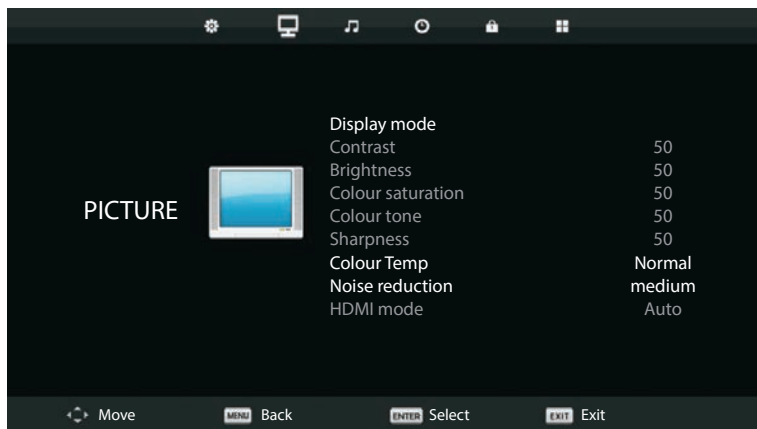 PICTURE
Display mode
Contrast 50
Brightness 50
Colour saturation 50
Colour tone 50
Sharpness 50
Colour Temp Normal
Noise reduction medium
HDMI mode Auto
Move MENU Back ENTER Select EXIT Exit